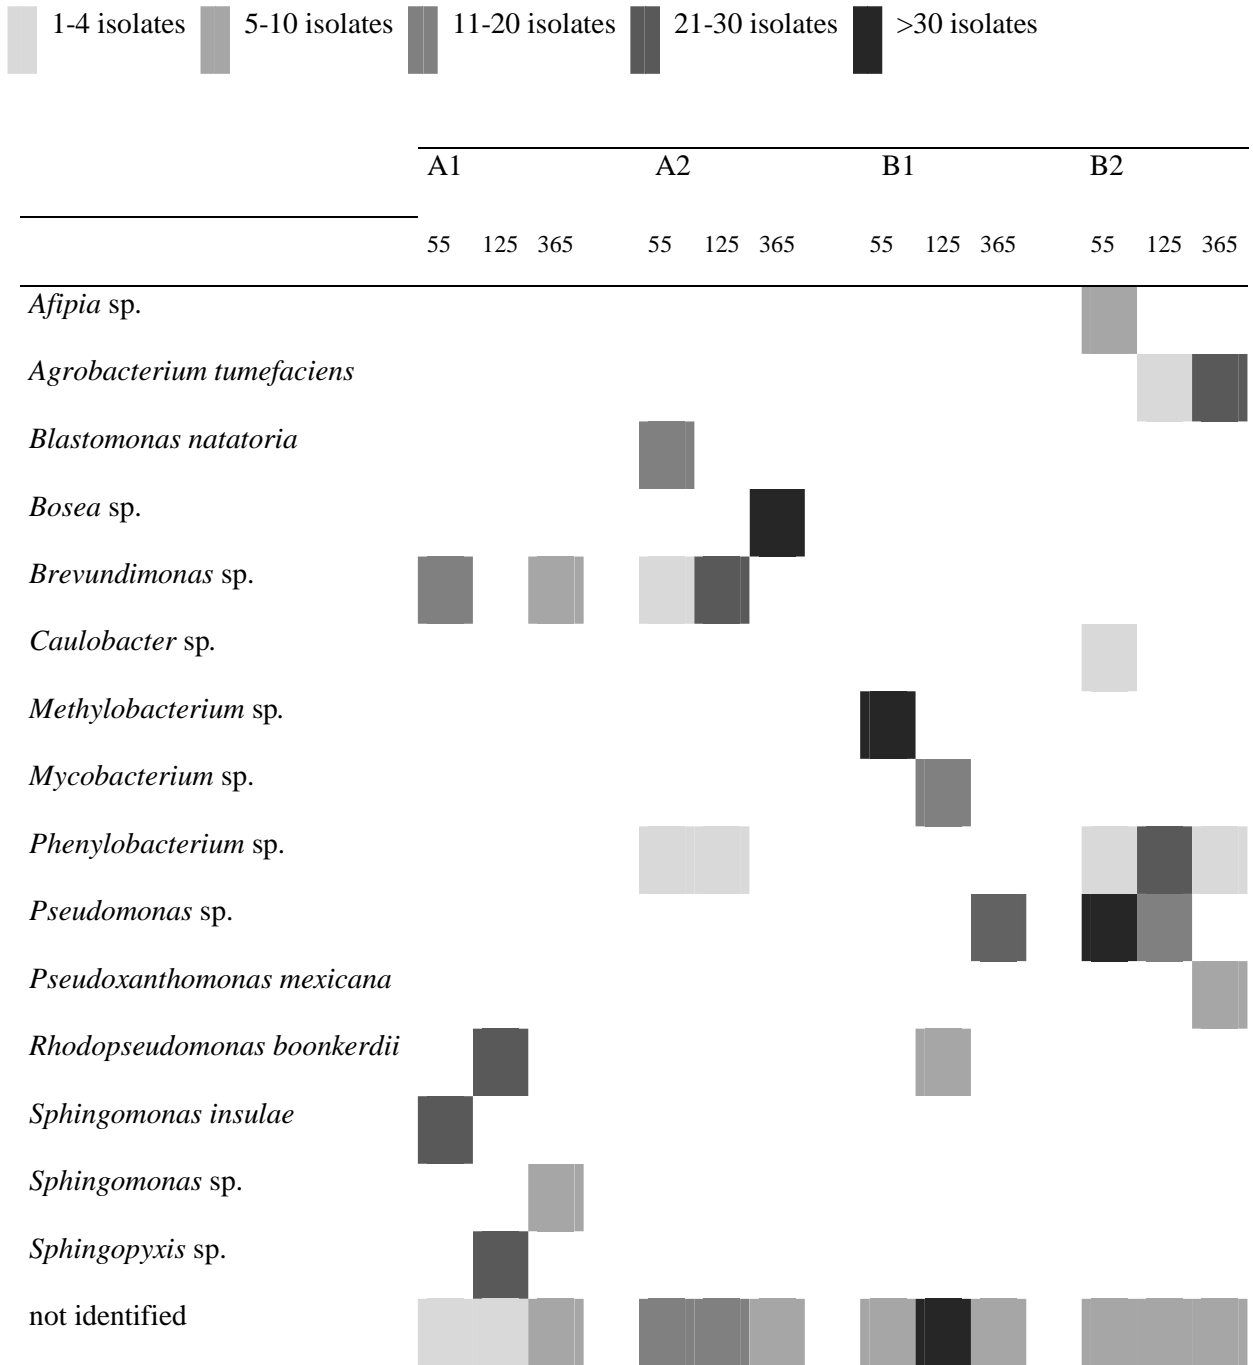 1-4 isolates 5-10 isolates 11-20 isolates 21-30 isolates >30 isolates
A1 A2 B1 B2
55 125 365 55 125 365 55 125 365 55 125 365
Afipia sp.
Agrobacterium tumefaciens
Blastomonas natatoria
Bosea sp.
Brevundimonas sp.
Caulobacter sp.
Methylobacterium sp.
Mycobacterium sp.
Phenylobacterium sp.
Pseudomonas sp.
Pseudoxanthomonas mexicana
Rhodopseudomonas boonkerdii
Sphingomonas insulae
Sphingomonas sp.
Sphingopyxis sp.
not identified